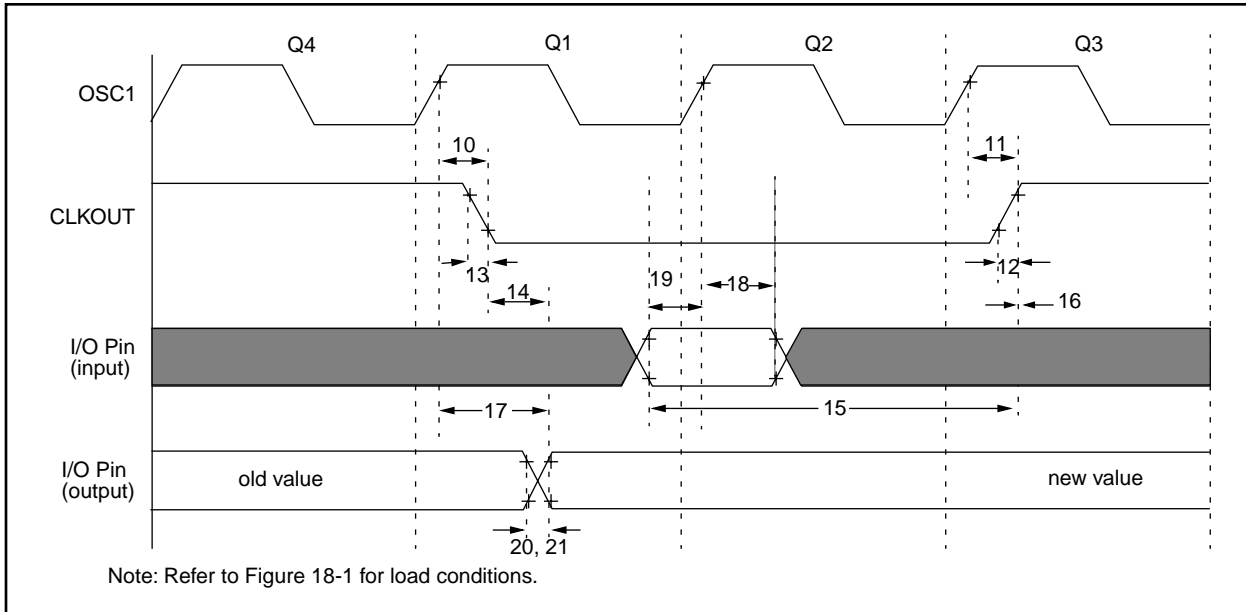 Q4 Q1 Q2 Q3
OSC1
10 11
CLKOUT
13 12
19 18
14
16
I/O Pin
(input)
17 15
I/O Pin
(output)
old value new value
20, 21
Note: Refer to Figure 18-1 for load conditions.